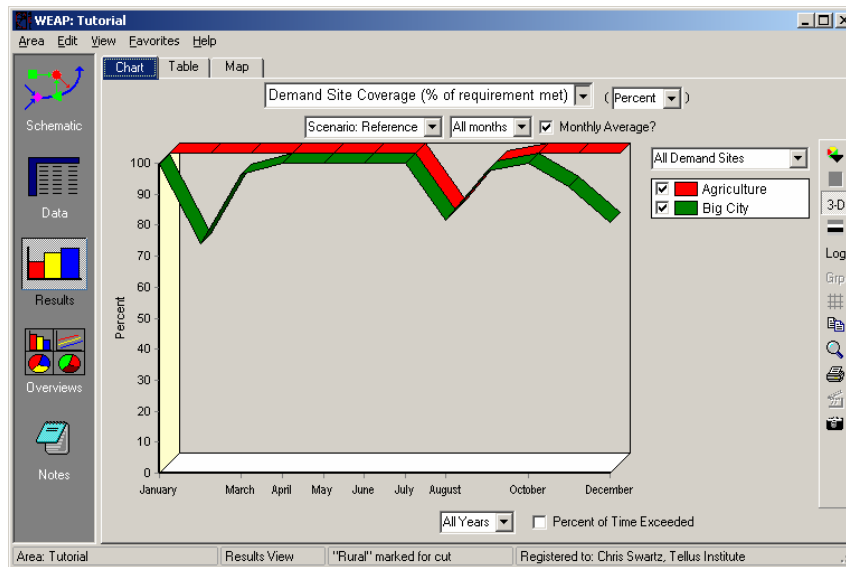 WEAP: Tutorial
Area Edit View Favorites Help
Chart Table Map
Demand Site Coverage (% of requirement met) ( Percent )
Scenario: Reference All months Monthly Average?
Schematic
Data
Results
Overviews
Notes
Percent
100
90
80
70
60
50
40
30
20
10
0
January March April May June July August October December
All Demand Sites
Agriculture
Big City
3-D
Log
Grp
All Years Percent of Time Exceeded
Area: Tutorial Results View "Rural" marked for cut Registered to: Chris Swartz, Tellus Institute